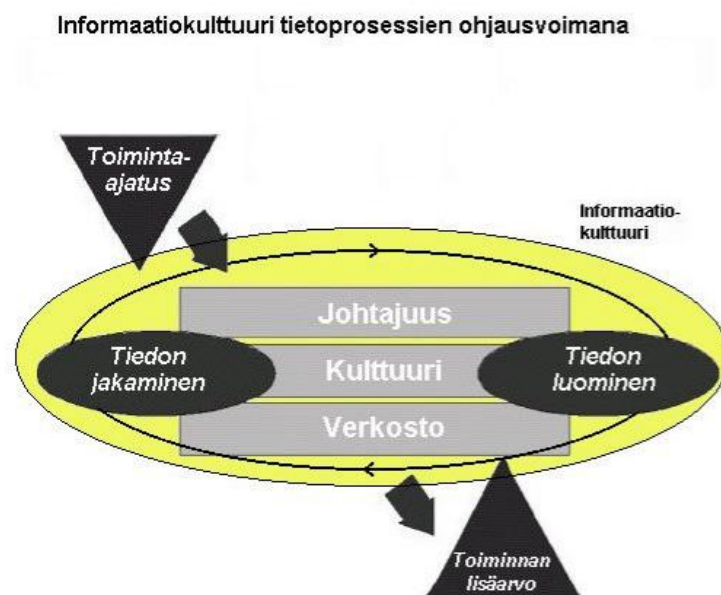 Informaatiokulttuuri tietoprosessien ohjausvoimana
Toiminta-
ajatus
Informaatio-
kulttuuri
Johtajuus
Tiedon
jakaminen
Kulttuuri
Tiedon
luominen
Verkosto
Toiminnan
lisäarvo